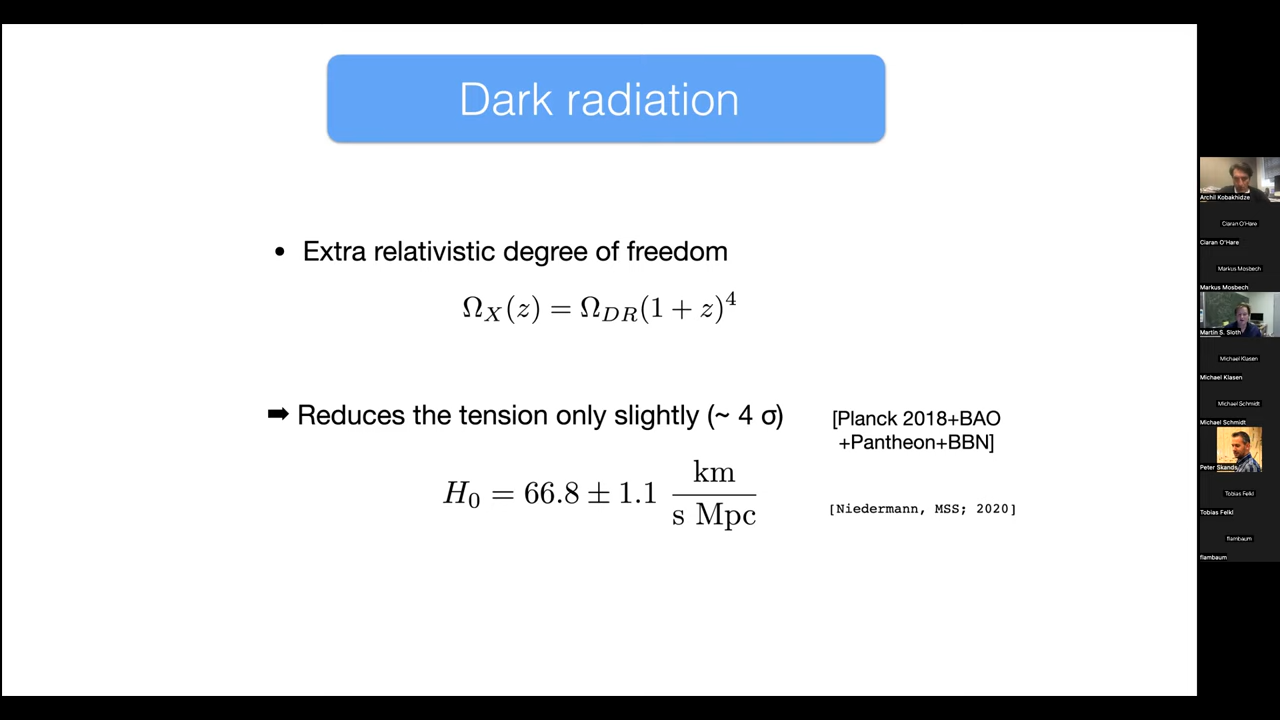 Dark radiation
• Extra relativistic degree of freedom
Ω_X(z) = Ω_{DR}(1 + z)^4
➡ Reduces the tension only slightly (~ 4 σ)
[Planck 2018+BAO
+Pantheon+BBN]
H_0 = 66.8 ± 1.1 km / s Mpc
[Niedermann, MSS; 2020]
Archil Kobakhidze
Ciaran O'Hare
Ciaran O'Hare
Markus Mosbech
Markus Mosbech
Martin S. Sloth
Michael Klasen
Michael Klasen
Michael Schmidt
Michael Schmidt
Peter Skands
Tobias Felkl
Tobias Felkl
flambaum
flambaum